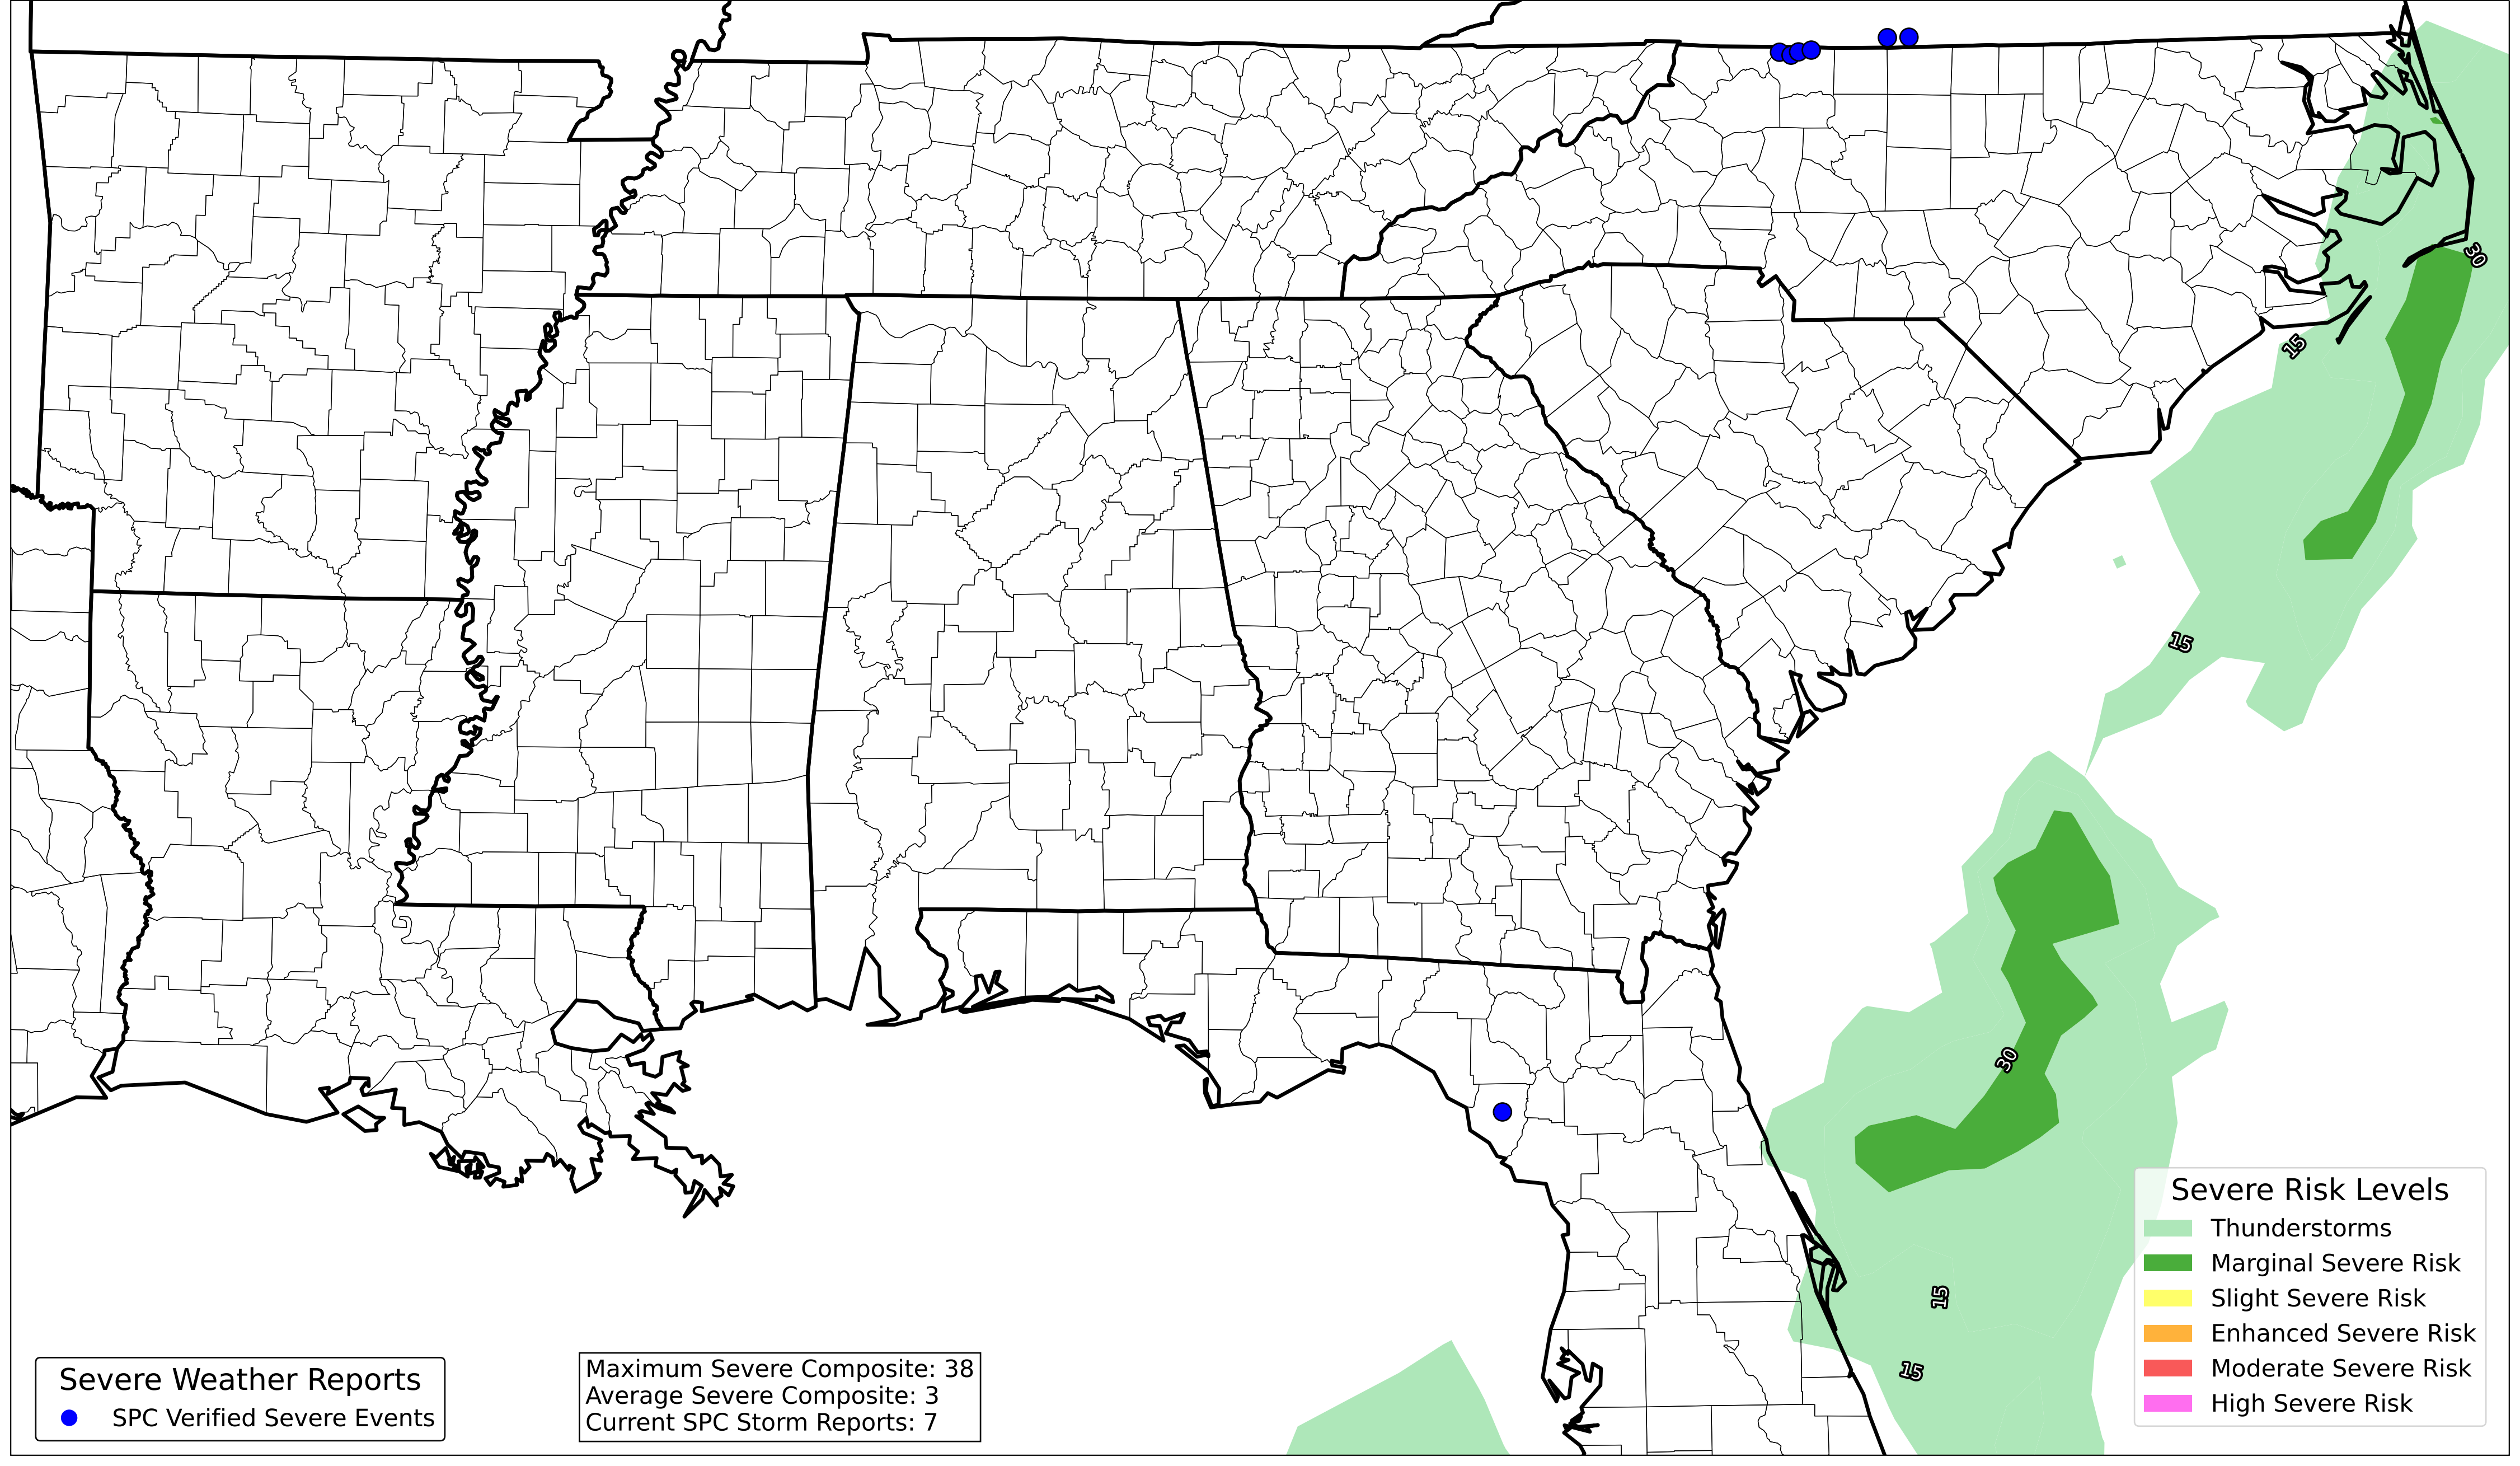 30
15
15
30
15
15
Severe Risk Levels
Thunderstorms
Marginal Severe Risk
Slight Severe Risk
Enhanced Severe Risk
Moderate Severe Risk
High Severe Risk
Severe Weather Reports
SPC Verified Severe Events
Maximum Severe Composite: 38
Average Severe Composite: 3
Current SPC Storm Reports: 7